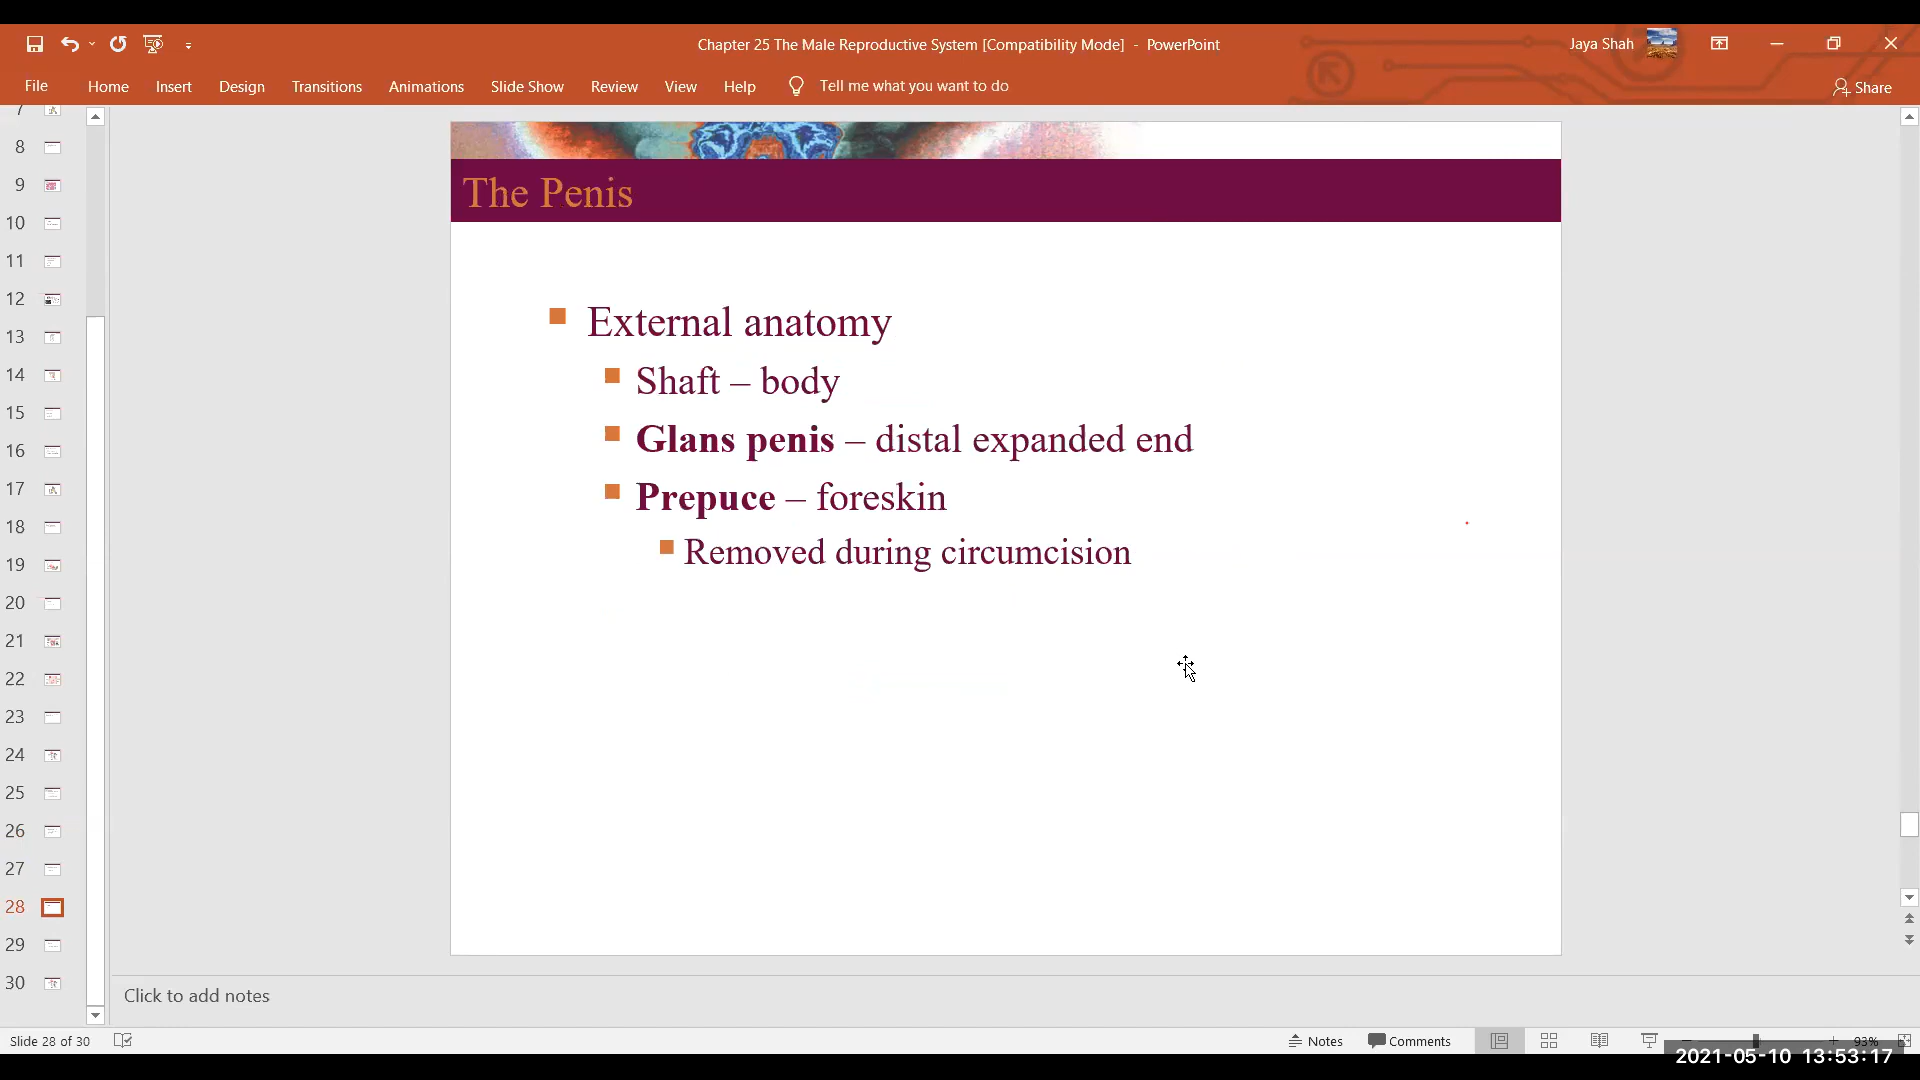 Chapter 25 The Male Reproductive System [Compatibility Mode] - PowerPoint
Jaya Shah
File Home Insert Design Transitions Animations Slide Show Review View Help Tell me what you want to do
Share
7
8
9
10
11
12
13
14
15
16
17
18
19
20
21
22
23
24
25
26
27
28
29
30
The Penis
External anatomy
Shaft – body
Glans penis – distal expanded end
Prepuce – foreskin
Removed during circumcision
Click to add notes
Slide 28 of 30
Notes Comments
93%
2021-05-10 13:53:17